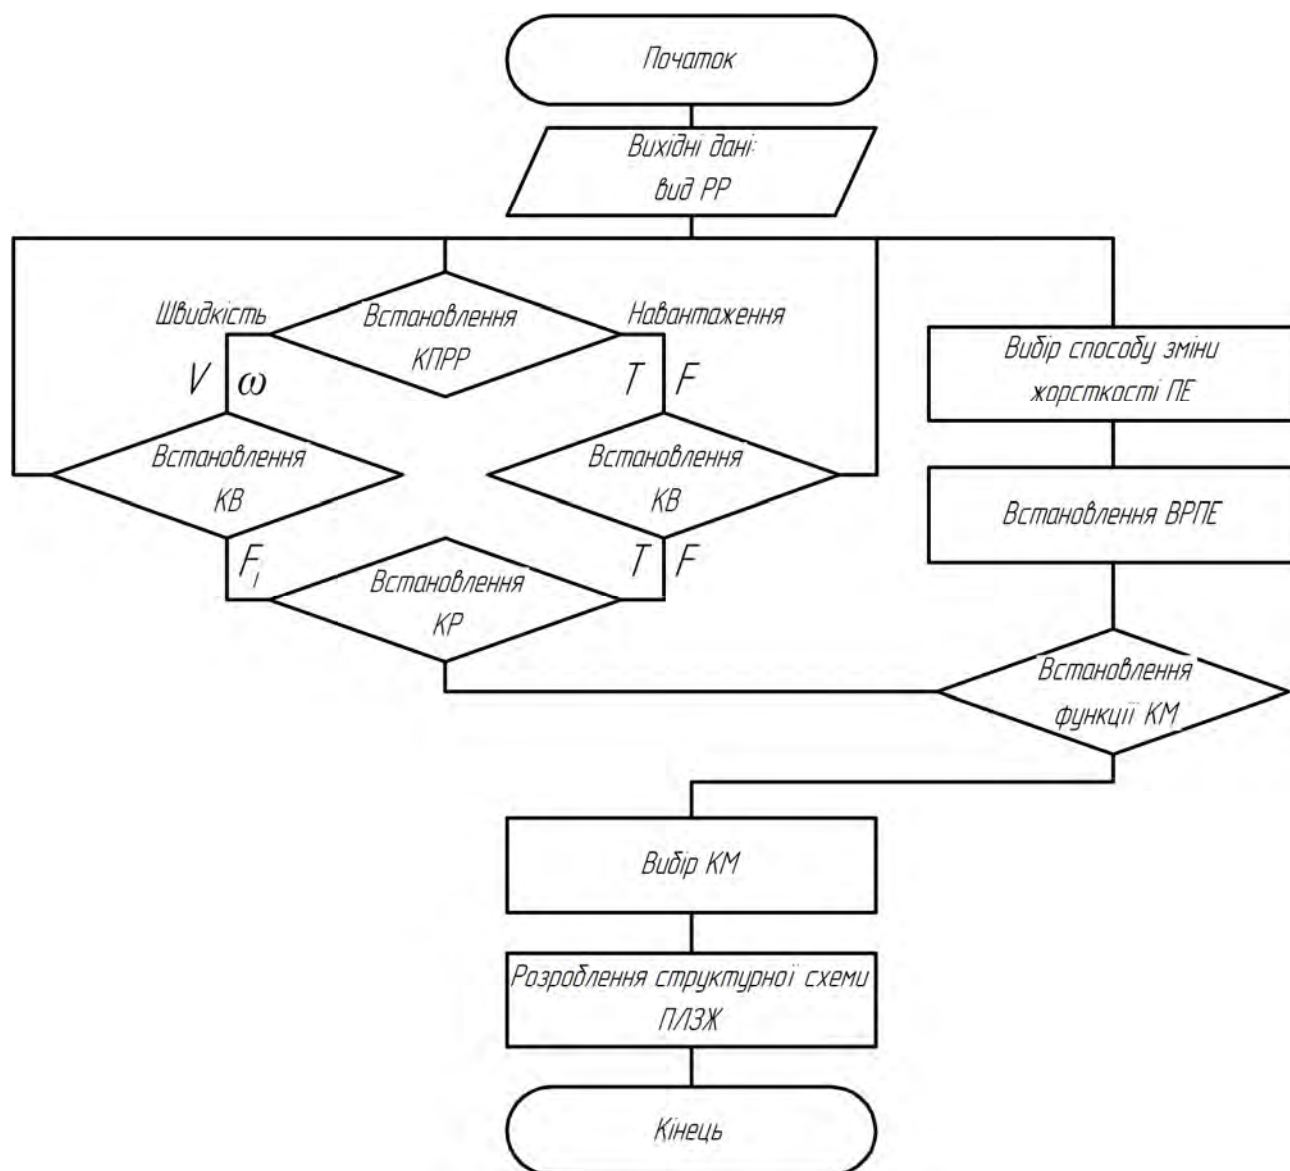 Початок
Вихідні дані:
вид РР
Швидкість
Встановлення
КПРР
Навантаження
V ω
T F
Вибір способу зміни
жорсткості ПЕ
Встановлення
КВ
Встановлення
КВ
Встановлення ВРПЕ
F₁
T F
Встановлення
КР
Встановлення
функції КМ
Вибір КМ
Розроблення структурної схеми
ПЛЗЖ
Кінець